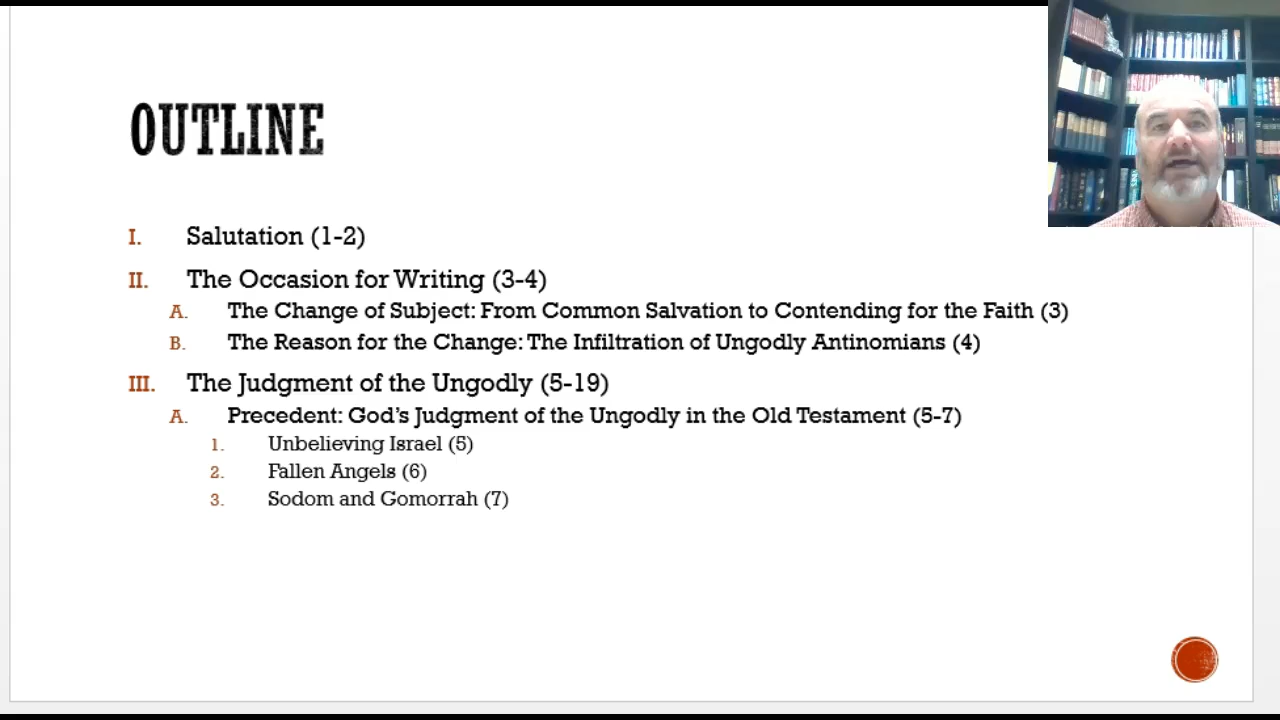 OUTLINE
I. Salutation (1-2)
II. The Occasion for Writing (3-4)
A. The Change of Subject: From Common Salvation to Contending for the Faith (3)
B. The Reason for the Change: The Infiltration of Ungodly Antinomians (4)
III. The Judgment of the Ungodly (5-19)
A. Precedent: God's Judgment of the Ungodly in the Old Testament (5-7)
1. Unbelieving Israel (5)
2. Fallen Angels (6)
3. Sodom and Gomorrah (7)